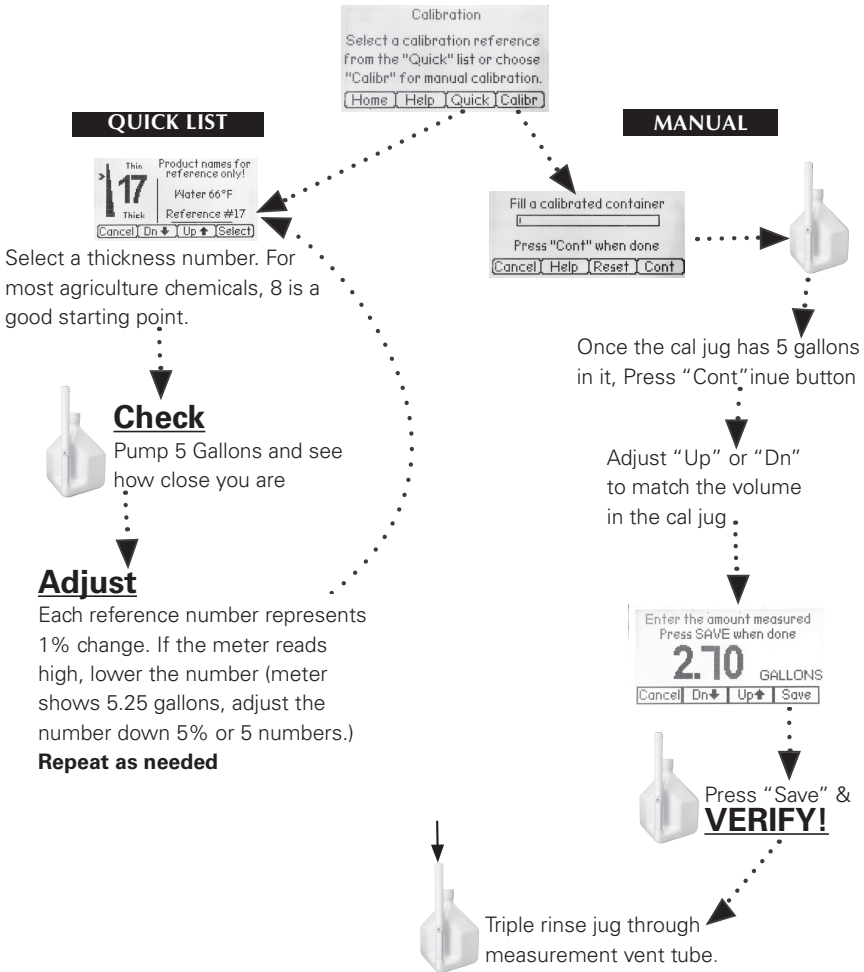 Calibration
Select a calibration reference
from the "Quick" list or choose
"Calibr" for manual calibration.
Home Help Quick Calibr
QUICK LIST
Thin
Product names for
reference only!
> 17
Water 66°F
Thick
Reference #17
Cancel Dn Up Select
Select a thickness number. For
most agriculture chemicals, 8 is a
good starting point.
Check
Pump 5 Gallons and see
how close you are
Adjust
Each reference number represents
1% change. If the meter reads
high, lower the number (meter
shows 5.25 gallons, adjust the
number down 5% or 5 numbers.)
Repeat as needed
MANUAL
Fill a calibrated container
Press "Cont" when done
Cancel Help Reset Cont
Once the cal jug has 5 gallons
in it, Press “Cont”inue button
Adjust “Up” or “Dn”
to match the volume
in the cal jug
Enter the amount measured
Press SAVE when done
2.70 GALLONS
Cancel Dn Up Save
Press “Save” &
VERIFY!
Triple rinse jug through
measurement vent tube.